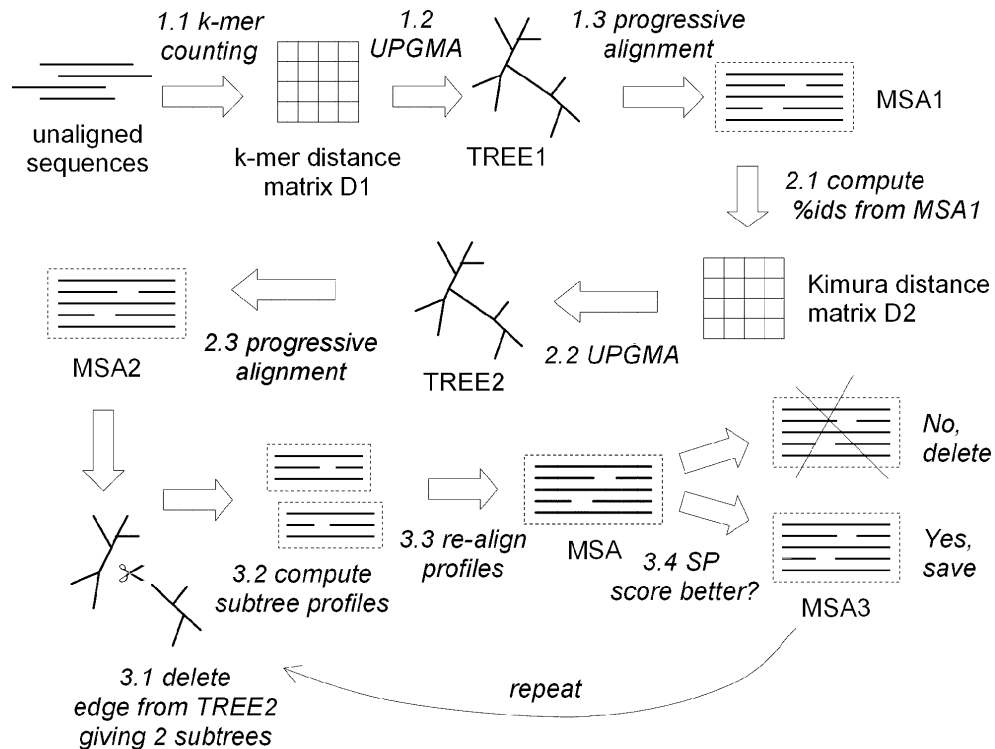 1.1 k-mer
counting
1.2
UPGMA
1.3 progressive
alignment
unaligned
sequences
k-mer distance
matrix D1
TREE1
MSA1
2.1 compute
%ids from MSA1
Kimura distance
matrix D2
2.2 UPGMA
TREE2
2.3 progressive
alignment
MSA2
3.1 delete
edge from TREE2
giving 2 subtrees
3.2 compute
subtree profiles
3.3 re-align
profiles
MSA
3.4 SP
score better?
No,
delete
Yes,
save
MSA3
repeat